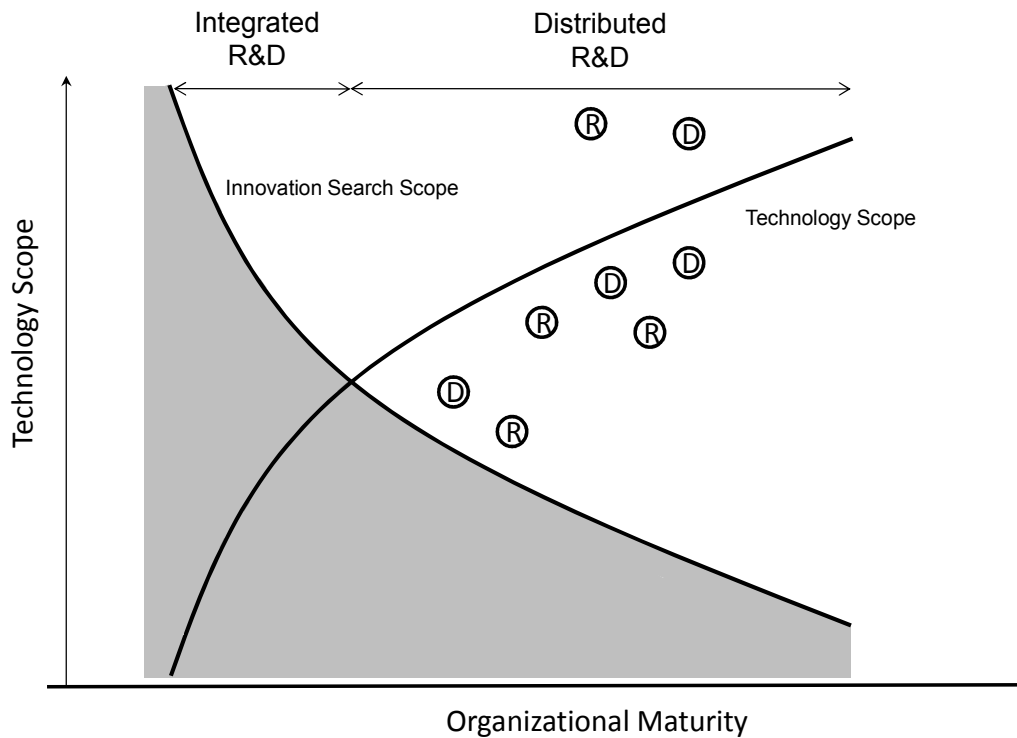 Integrated
R&D
Distributed
R&D
R
D
Innovation Search Scope
Technology Scope
D
D
R
R
D
R
Technology Scope
Organizational Maturity